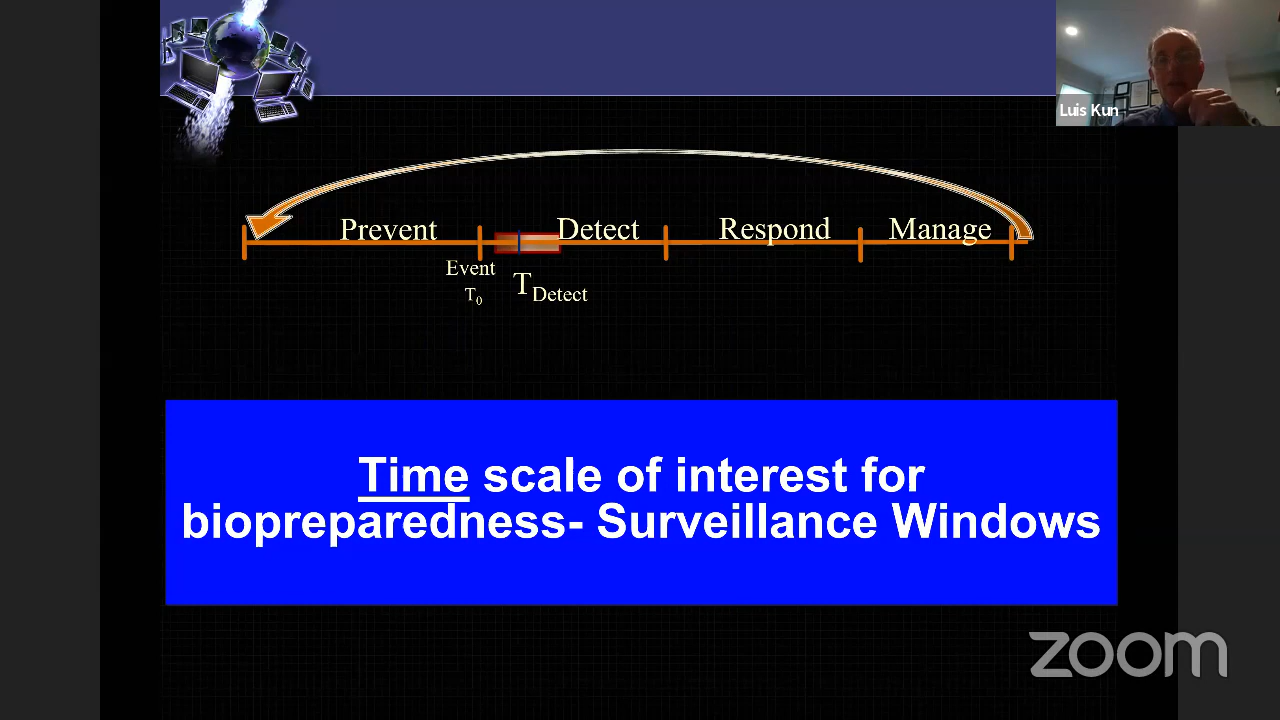 Luis Kun
Prevent Detect Respond Manage
Event
T0
TDetect
Time scale of interest for
biopreparedness- Surveillance Windows
zoom